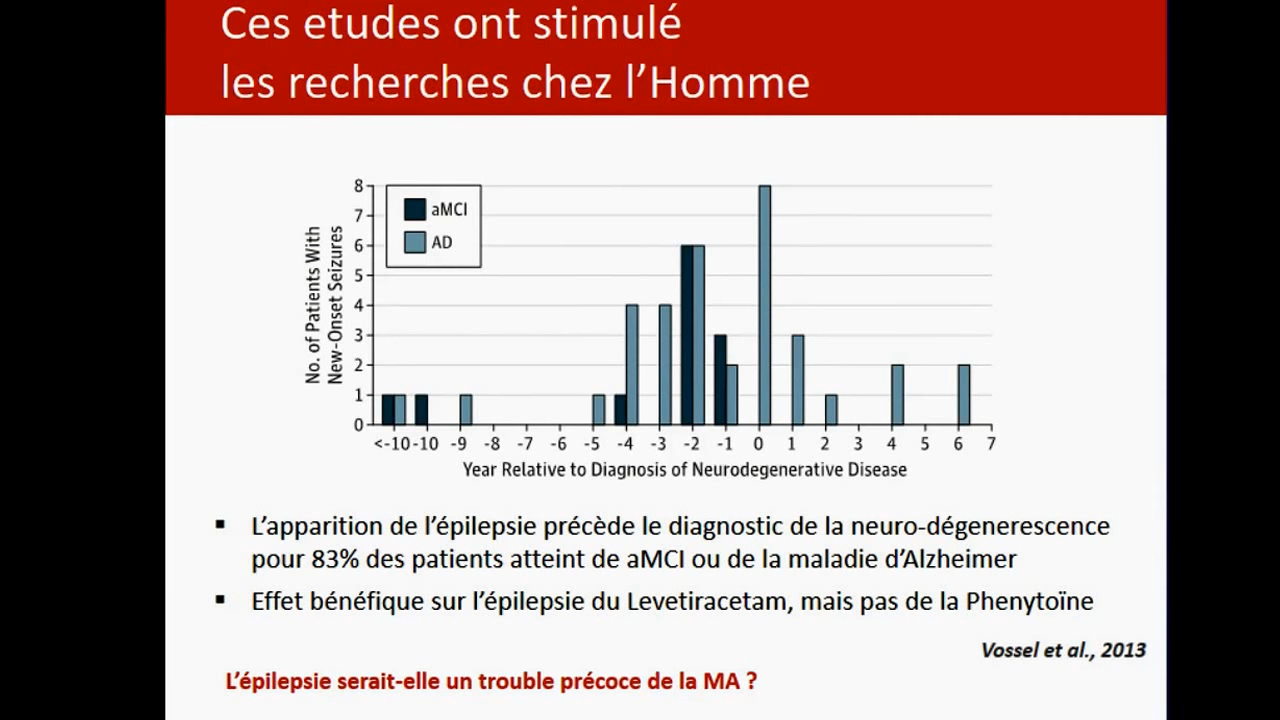 Ces etudes ont stimulé
les recherches chez l'Homme
8
7
6
5
4
3
2
1
0
aMCI
AD
No. of Patients With
New-Onset Seizures
<-10 -10 -9 -8 -7 -6 -5 -4 -3 -2 -1 0 1 2 3 4 5 6 7
Year Relative to Diagnosis of Neurodegenerative Disease
▪ L'apparition de l'épilepsie précède le diagnostic de la neuro-dégenerescence
pour 83% des patients atteint de aMCI ou de la maladie d'Alzheimer
▪ Effet bénéfique sur l'épilepsie du Levetiracetam, mais pas de la Phenytoïne
Vossel et al., 2013
L'épilepsie serait-elle un trouble précoce de la MA ?